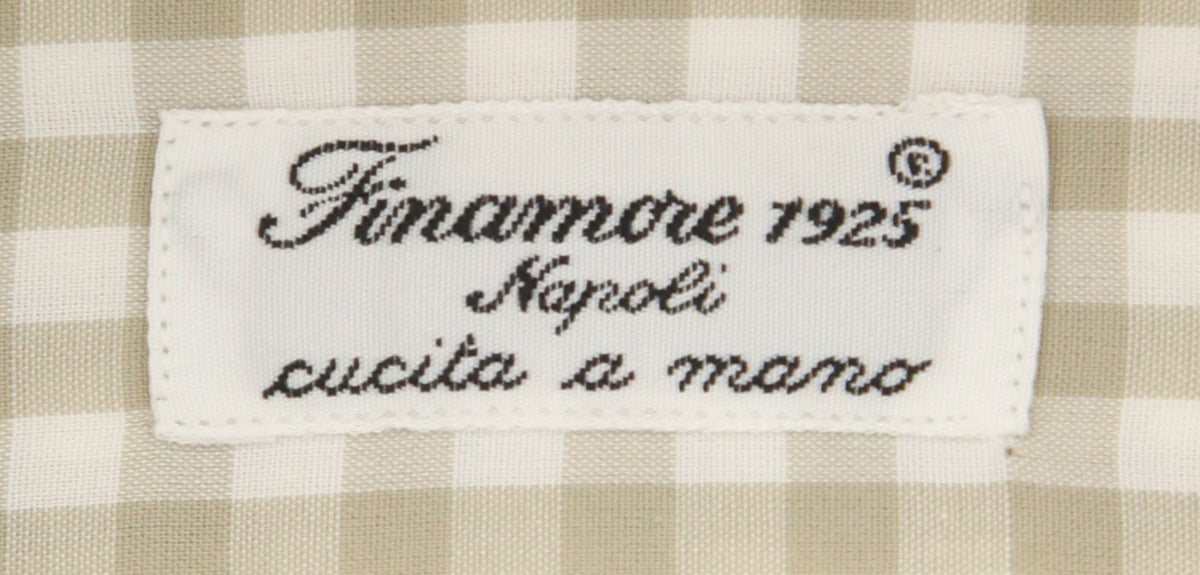 Finamore 1925®
Napoli
cucita a mano